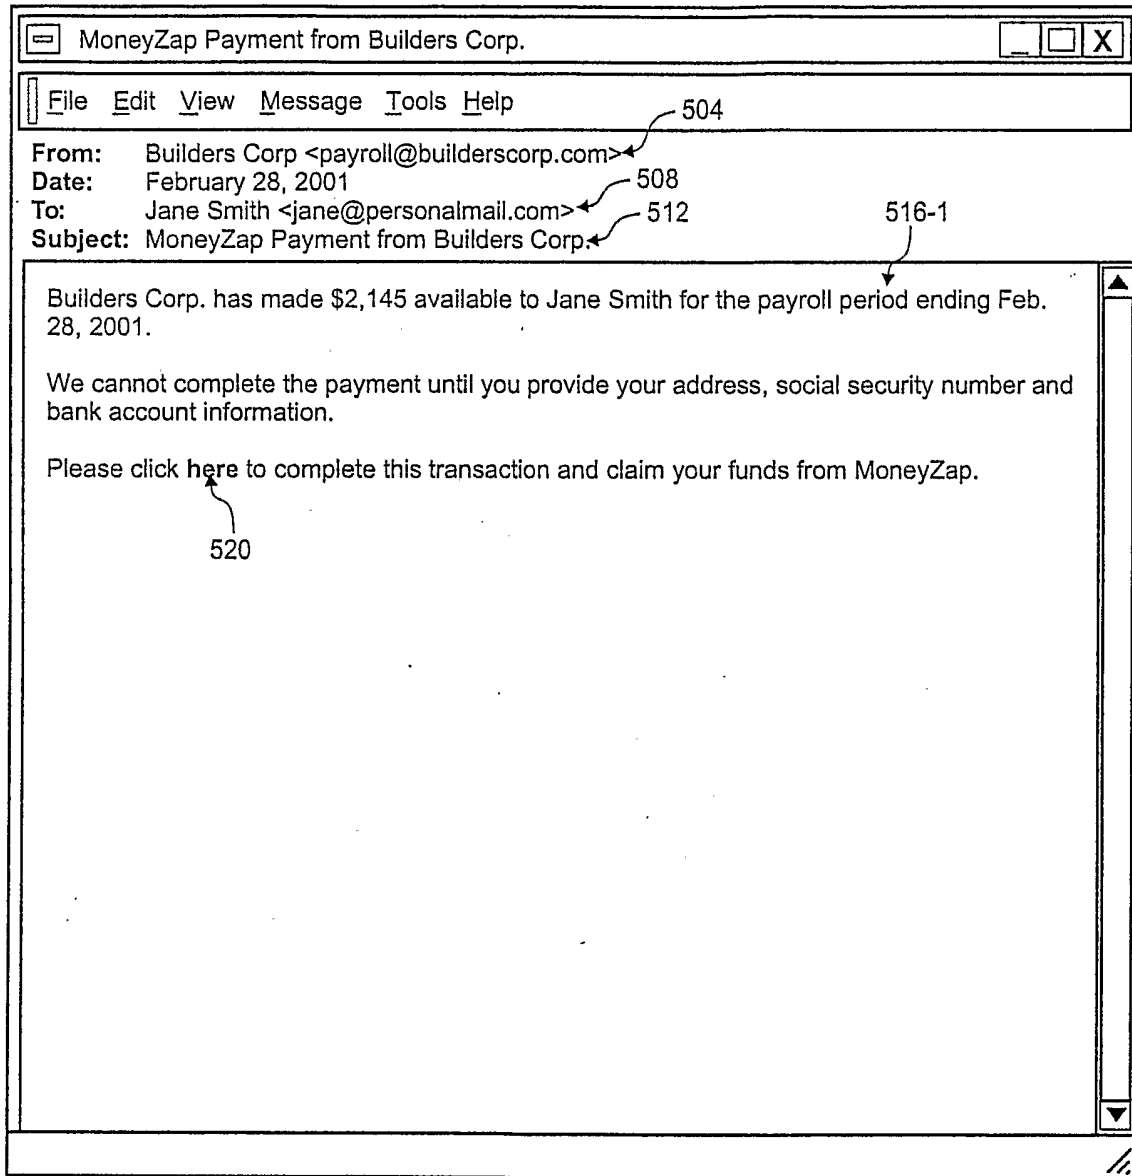 MoneyZap Payment from Builders Corp. _ X
File Edit View Message Tools Help
504
From: Builders Corp <payroll@builderscorp.com>
Date: February 28, 2001
508
To: Jane Smith <jane@personalmail.com>
512
516-1
Subject: MoneyZap Payment from Builders Corp.
Builders Corp. has made $2,145 available to Jane Smith for the payroll period ending Feb.
28, 2001.
We cannot complete the payment until you provide your address, social security number and
bank account information.
Please click here to complete this transaction and claim your funds from MoneyZap.
520